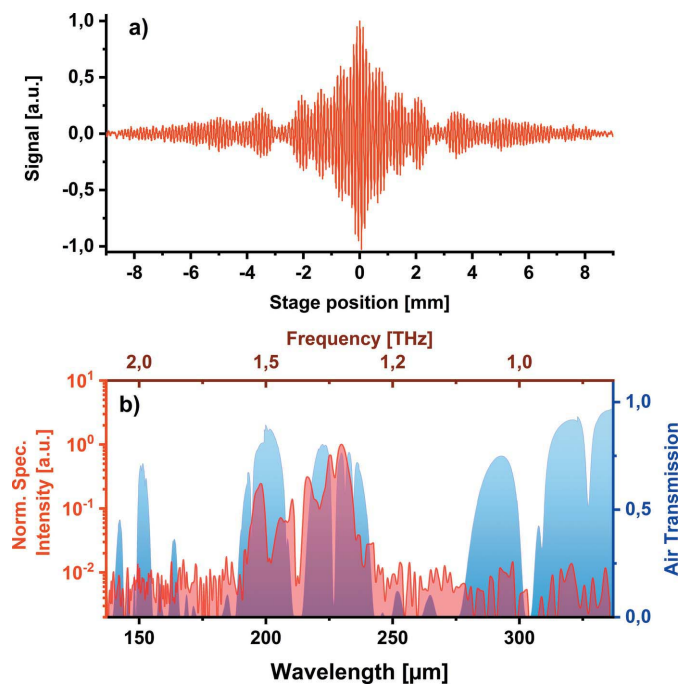 a)
1,0
0,5
0,0
-0,5
-1,0
Signal [a.u.]
-8 -6 -4 -2 0 2 4 6 8
Stage position [mm]
Frequency [THz]
2,0 1,5 1,2 1,0
b)
10¹
10⁰
10⁻¹
10⁻²
Norm. Spec.
Intensity [a.u.]
1,0
0,5
0,0
Air Transmission
150 200 250 300
Wavelength [µm]